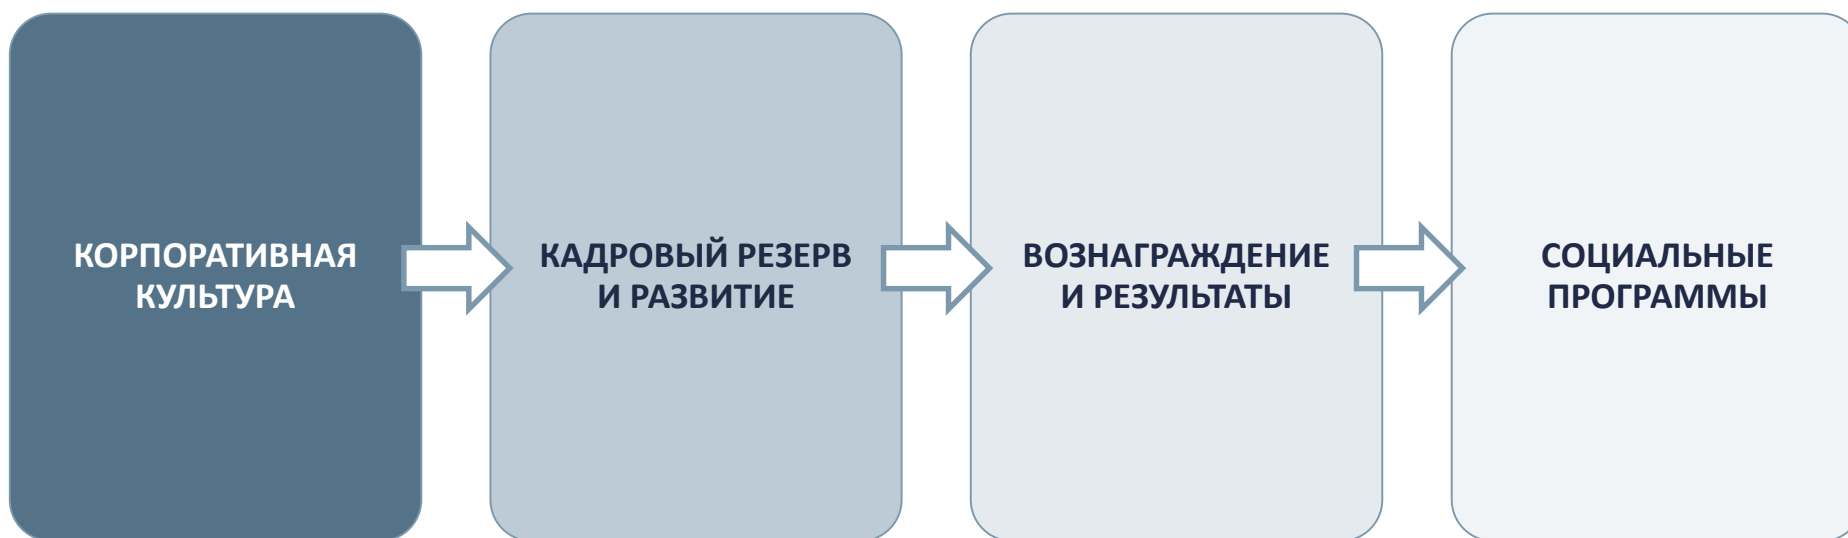 КОРПОРАТИВНАЯ
КУЛЬТУРА
КАДРОВЫЙ РЕЗЕРВ
И РАЗВИТИЕ
ВОЗНАГРАЖДЕНИЕ
И РЕЗУЛЬТАТЫ
СОЦИАЛЬНЫЕ
ПРОГРАММЫ